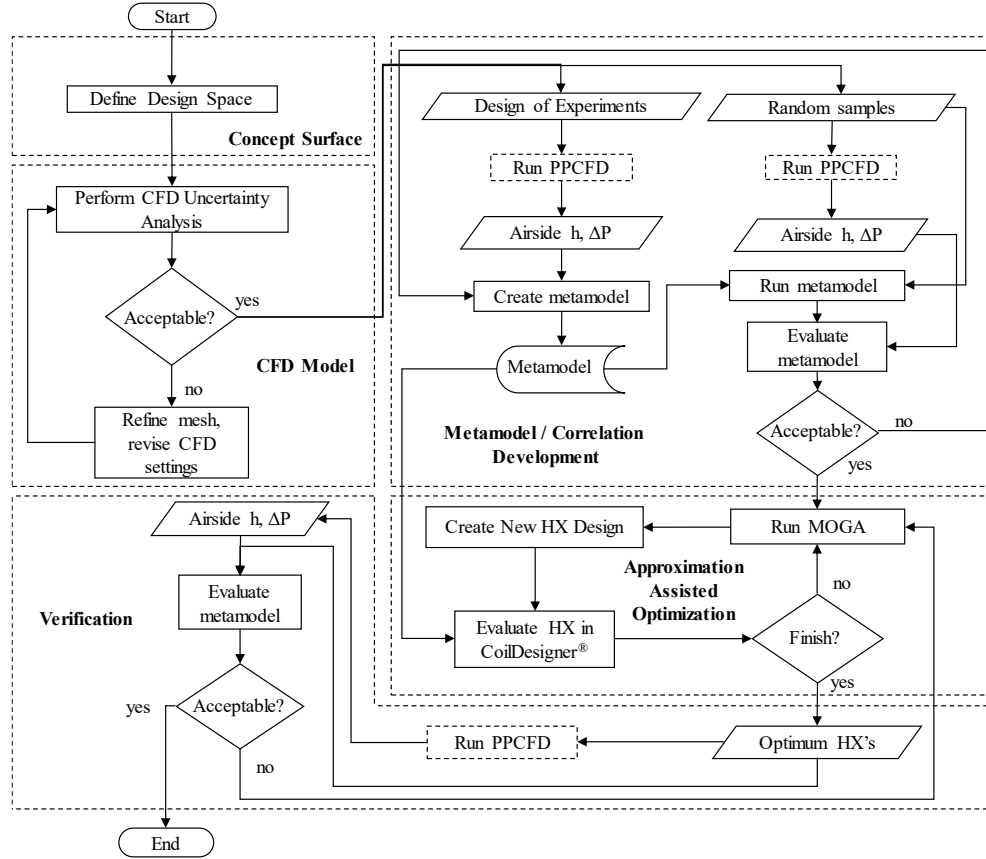 Start
Define Design Space
Concept Surface
Perform CFD Uncertainty
Analysis
Acceptable?
yes
no
CFD Model
Refine mesh,
revise CFD
settings
Design of Experiments
Random samples
Run PPCFD
Run PPCFD
Airside h, ΔP
Airside h, ΔP
Create metamodel
Run metamodel
Metamodel
Evaluate
metamodel
Metamodel / Correlation
Development
Acceptable?
no
yes
Create New HX Design
Run MOGA
Approximation
Assisted
Optimization
no
Evaluate HX in
CoilDesigner®
Finish?
yes
Airside h, ΔP
Verification
Evaluate
metamodel
Acceptable?
yes
no
Run PPCFD
Optimum HX's
End